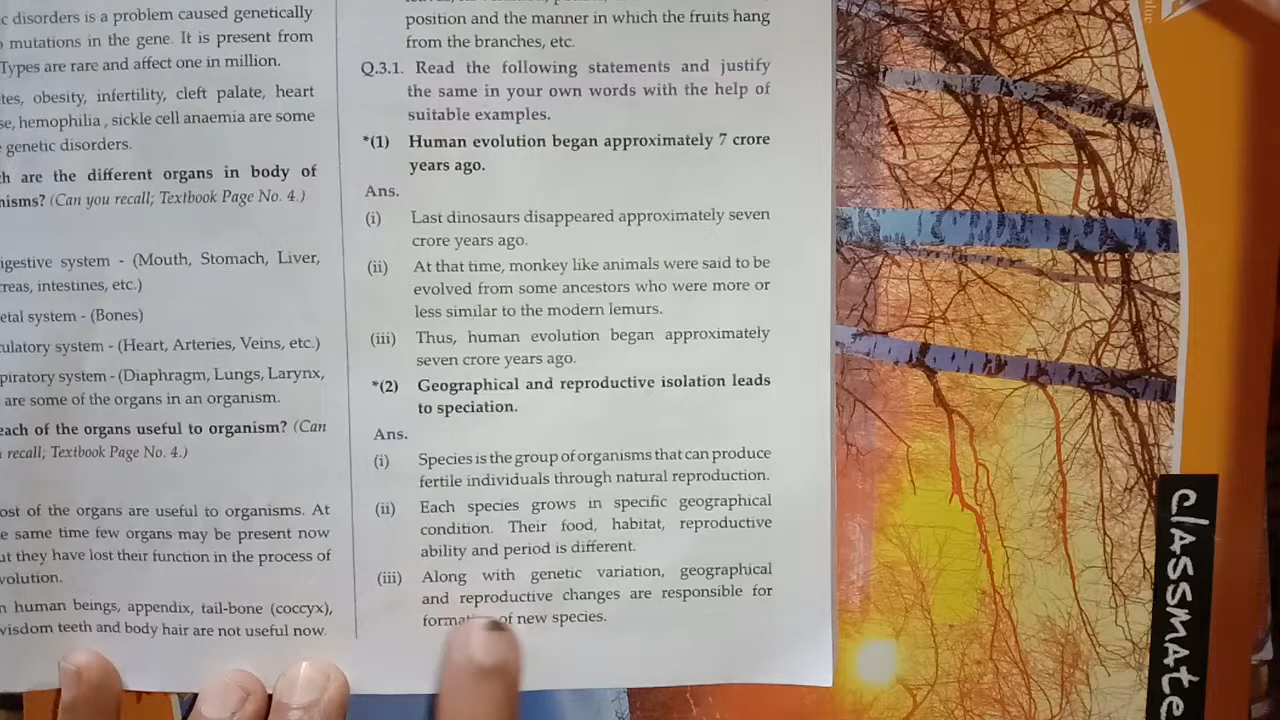 c disorders is a problem caused genetically
mutations in the gene. It is present from
Types are rare and affect one in million.
tes, obesity, infertility, cleft palate, heart
se, hemophilia , sickle cell anaemia are some
genetic disorders.
h are the different organs in body of
nisms? (Can you recall; Textbook Page No. 4.)
igestive system - (Mouth, Stomach, Liver,
reas, intestines, etc.)
etal system - (Bones)
ulatory system - (Heart, Arteries, Veins, etc.)
piratory system - (Diaphragm, Lungs, Larynx,
are some of the organs in an organism.
each of the organs useful to organism? (Can
recall; Textbook Page No. 4.)
ost of the organs are useful to organisms. At
e same time few organs may be present now
ut they have lost their function in the process of
volution.
n human beings, appendix, tail-bone (coccyx),
wisdom teeth and body hair are not useful now.
position and the manner in which the fruits hang
from the branches, etc.
Q.3.1. Read the following statements and justify
the same in your own words with the help of
suitable examples.
*(1) Human evolution began approximately 7 crore
years ago.
Ans.
(i) Last dinosaurs disappeared approximately seven
crore years ago.
(ii) At that time, monkey like animals were said to be
evolved from some ancestors who were more or
less similar to the modern lemurs.
(iii) Thus, human evolution began approximately
seven crore years ago.
*(2) Geographical and reproductive isolation leads
to speciation.
Ans.
(i) Species is the group of organisms that can produce
fertile individuals through natural reproduction.
(ii) Each species grows in specific geographical
condition. Their food, habitat, reproductive
ability and period is different.
(iii) Along with genetic variation, geographical
and reproductive changes are responsible for
of new species.
classmate